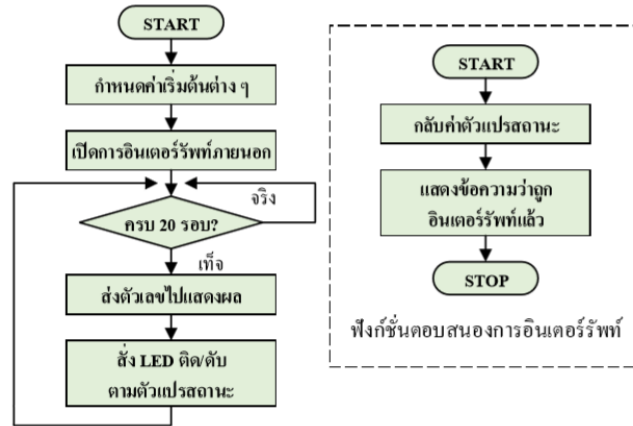 START
กำหนดค่าเริ่มต้นต่าง ๆ
เปิดการอินเตอร์รัพท์ภายนอก
จริง
ครบ 20 รอบ?
เท็จ
ส่งตัวเลขไปแสดงผล
สั่ง LED ติด/ดับ
ตามตัวแปรสถานะ
START
กลับค่าตัวแปรสถานะ
แสดงข้อความว่าถูก
อินเตอร์รัพท์แล้ว
STOP
ฟังก์ชั่นตอบสนองการอินเตอร์รัพท์